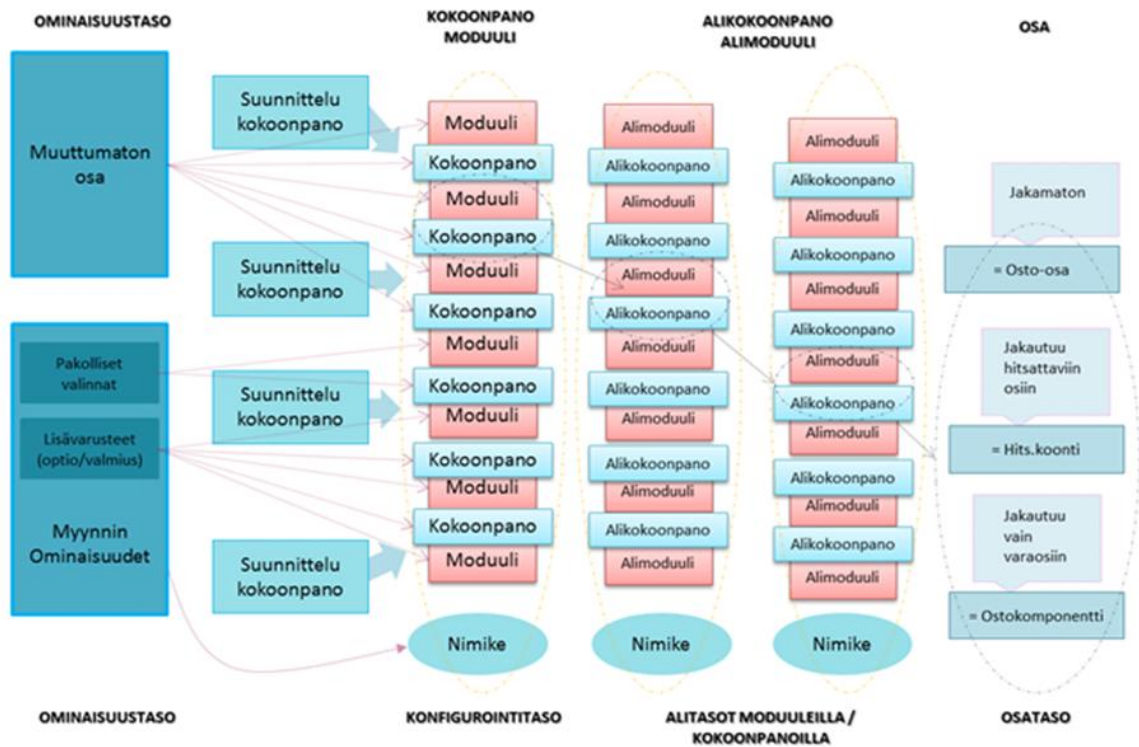 OMINAISUUSTASO
KOKOONPANO
MODUULI
ALIKOKOONPANO
ALIMODUULI
OSA
Muuttumaton
osa
Pakolliset
valinnat
Lisävarusteet
(optio/valmius)
Myynnin
Ominaisuudet
Suunnittelu
kokoonpano
Suunnittelu
kokoonpano
Suunnittelu
kokoonpano
Suunnittelu
kokoonpano
Moduuli
Kokoonpano
Moduuli
Kokoonpano
Moduuli
Kokoonpano
Moduuli
Kokoonpano
Moduuli
Kokoonpano
Moduuli
Kokoonpano
Moduuli
Nimike
Alimoduuli
Alikokoonpano
Alimoduuli
Alikokoonpano
Alimoduuli
Alikokoonpano
Alimoduuli
Alikokoonpano
Alimoduuli
Alikokoonpano
Alimoduuli
Alikokoonpano
Alimoduuli
Nimike
Alimoduuli
Alikokoonpano
Alimoduuli
Alikokoonpano
Alimoduuli
Alikokoonpano
Alimoduuli
Alikokoonpano
Alimoduuli
Alikokoonpano
Alimoduuli
Alikokoonpano
Alimoduuli
Nimike
Jakamaton
= Osto-osa
Jakautuu
hitsattaviin
osiin
= Hits.koonti
Jakautuu
vain
varaosiin
= Ostokomponentti
OMINAISUUSTASO
KONFIGUROINTITASO
ALITASOT MODUULEILLA /
KOKOONPANOILLA
OSATASO